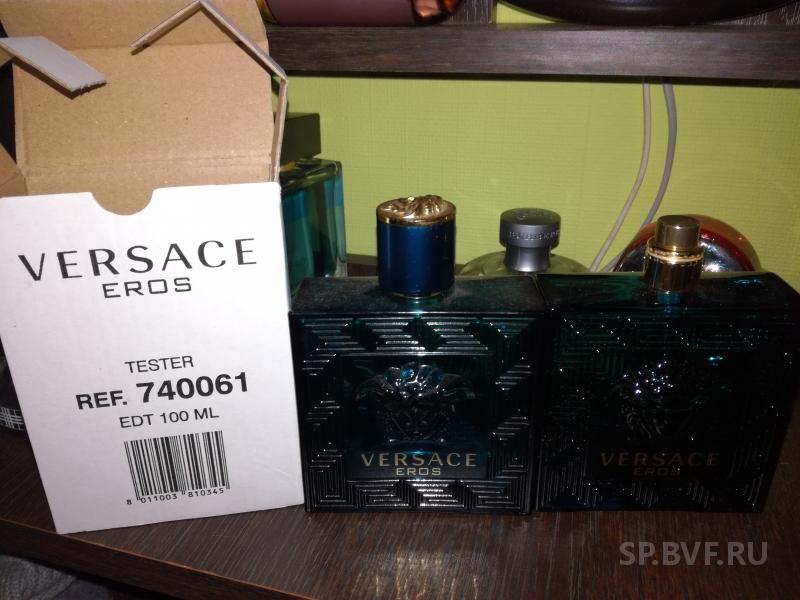 VERSACE
EROS
TESTER
REF. 740061
EDT 100 ML
8 011003 810345
VERSACE
EROS
VERSACE
EROS
SP.BVF.RU